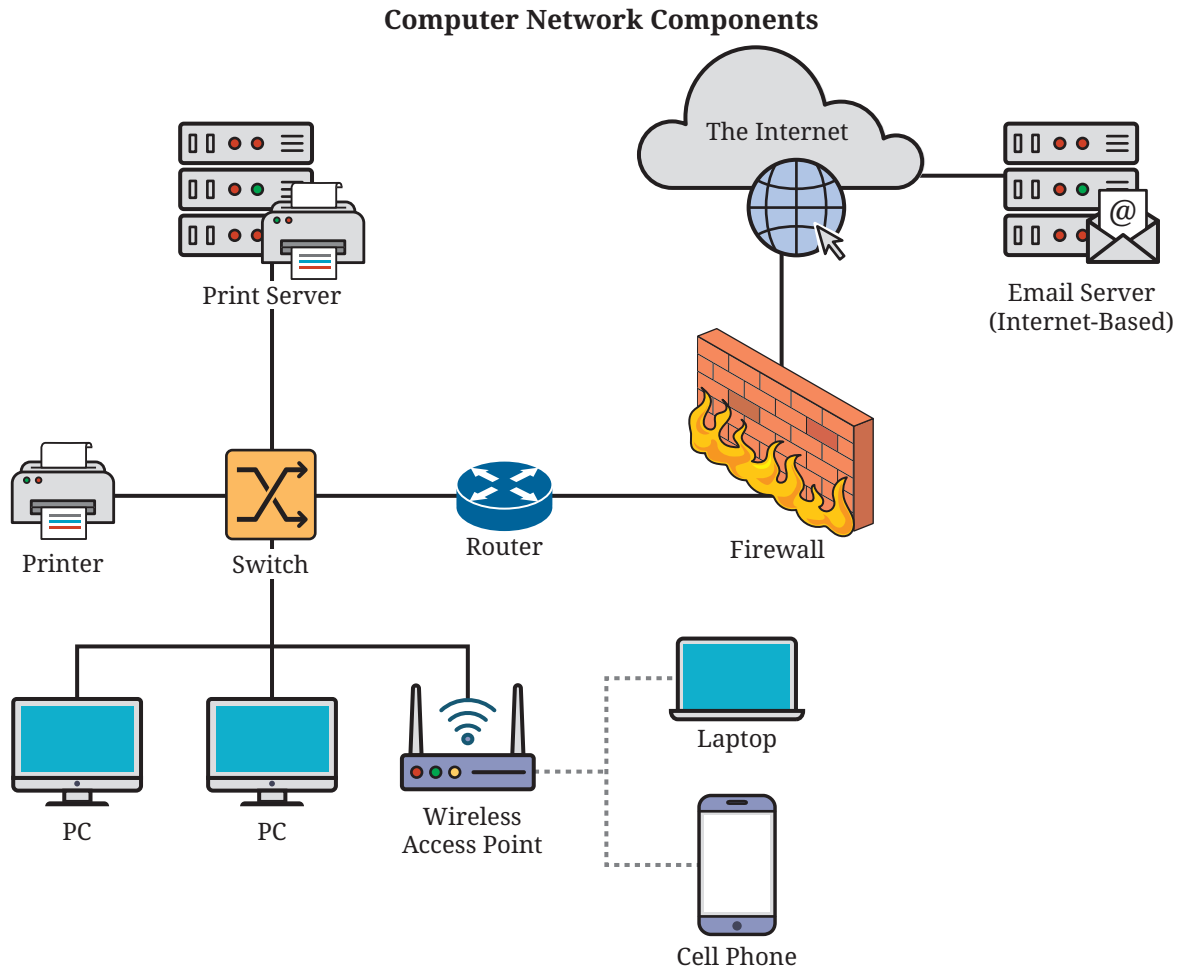 Computer Network Components
The Internet
@
Print Server
Email Server
(Internet-Based)
Printer
Switch
Router
Firewall
Laptop
PC
PC
Wireless
Access Point
Cell Phone